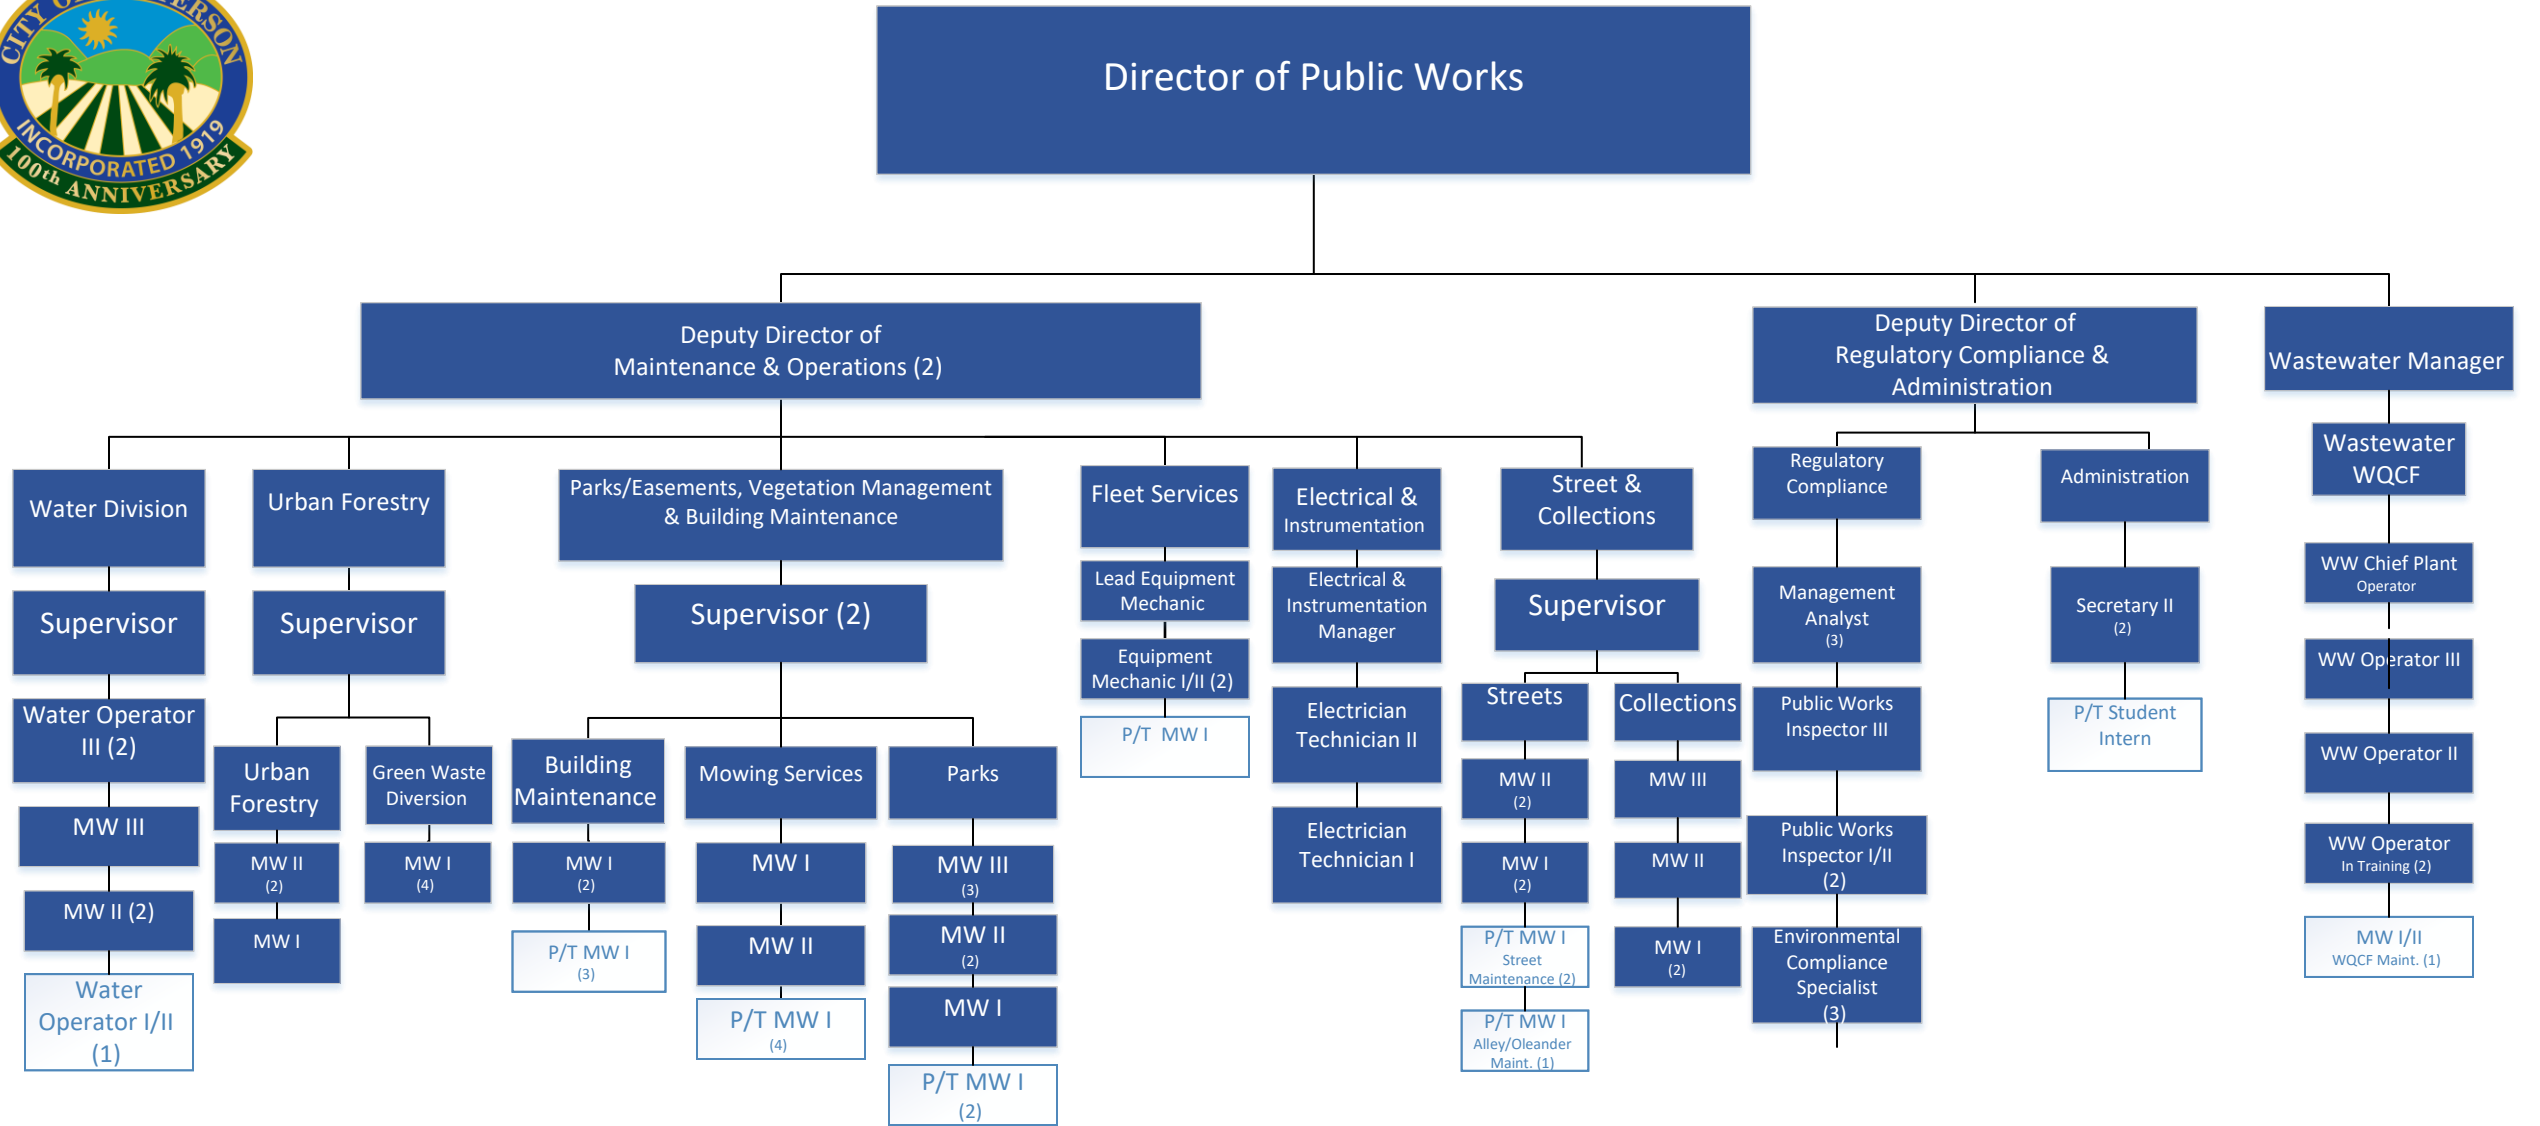 CITY OF
ERSON
INCORPORATED 1919
100th ANNIVERSARY
Director of Public Works
Deputy Director of
Maintenance & Operations (2)
Deputy Director of
Regulatory Compliance &
Administration
Wastewater Manager
Water Division
Supervisor
Water Operator
III (2)
MW III
MW II (2)
Water
Operator I/II
(1)
Urban Forestry
Supervisor
Urban
Forestry
MW II
(2)
MW I
Green Waste
Diversion
MW I
(4)
Parks/Easements, Vegetation Management
& Building Maintenance
Supervisor (2)
Building
Maintenance
MW I
(2)
P/T MW I
(3)
Mowing Services
MW I
MW II
P/T MW I
(4)
Parks
MW III
(3)
MW II
(2)
MW I
P/T MW I
(2)
Fleet Services
Lead Equipment
Mechanic
Equipment
Mechanic I/II (2)
P/T MW I
Electrical &
Instrumentation
Electrical &
Instrumentation
Manager
Electrician
Technician II
Electrician
Technician I
Street &
Collections
Supervisor
Streets
MW II
(2)
MW I
(2)
P/T MW I
Street
Maintenance (2)
P/T MW I
Alley/Oleander
Maint. (1)
Collections
MW III
MW II
MW I
(2)
Regulatory
Compliance
Management
Analyst
(3)
Public Works
Inspector III
Public Works
Inspector I/II
(2)
Environmental
Compliance
Specialist
(3)
Administration
Secretary II
(2)
P/T Student
Intern
Wastewater
WQCF
WW Chief Plant
Operator
WW Operator III
WW Operator II
WW Operator
In Training (2)
MW I/II
WQCF Maint. (1)